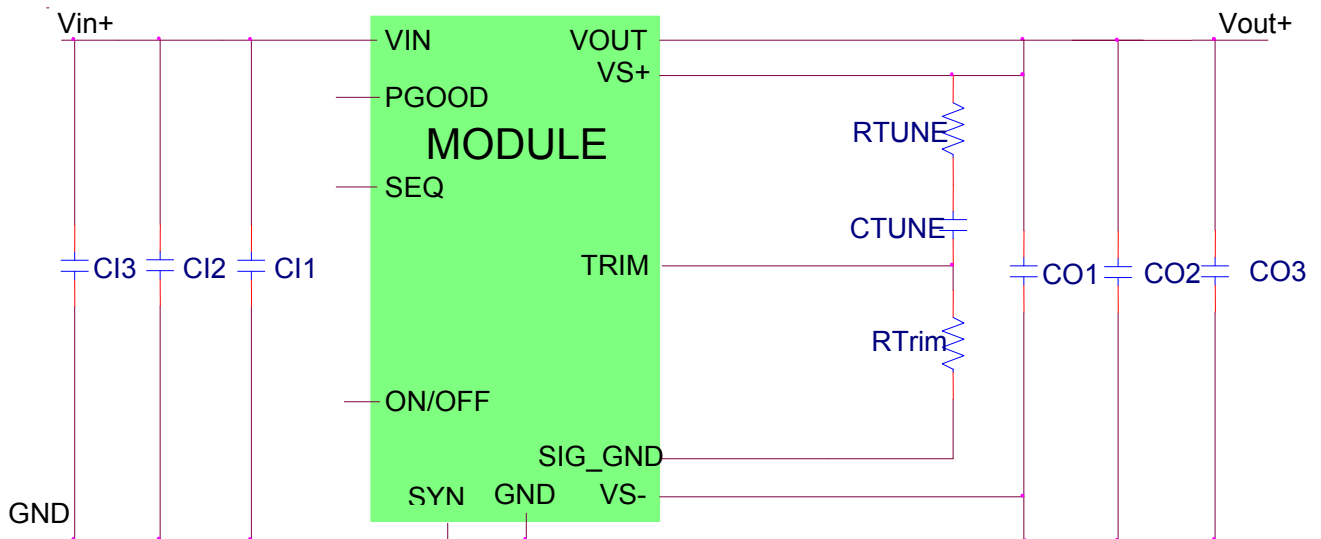 Vin+
Vout+
VIN
VOUT
VS+
PGOOD
RTUNE
MODULE
SEQ
CTUNE
TRIM
CI3
CI2
CI1
CO1
CO2
CO3
RTrim
ON/OFF
SIG_GND
SYN
GND
VS-
GND